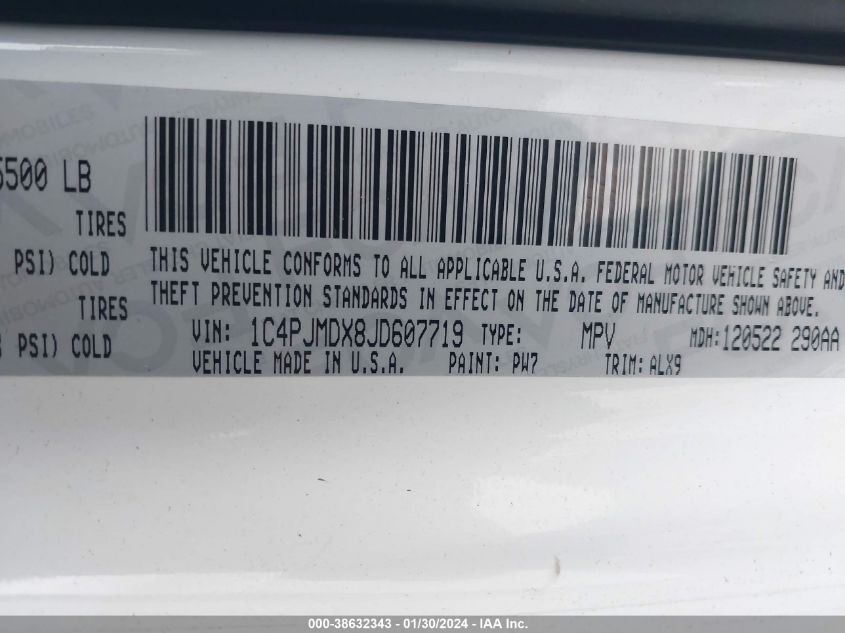 5500 LB
TIRES
PSI) COLD
TIRES
PSI) COLD
THIS VEHICLE CONFORMS TO ALL APPLICABLE U.S.A. FEDERAL MOTOR VEHICLE SAFETY AND
THEFT PREVENTION STANDARDS IN EFFECT ON THE DATE OF MANUFACTURE SHOWN ABOVE.
VIN: 1C4PJMDX8JD607719 TYPE: MPV MDH: 120522 290AA
VEHICLE MADE IN U.S.A. PAINT: PW7 TRIM: ALX9
000-38632343 - 01/30/2024 - IAA Inc.